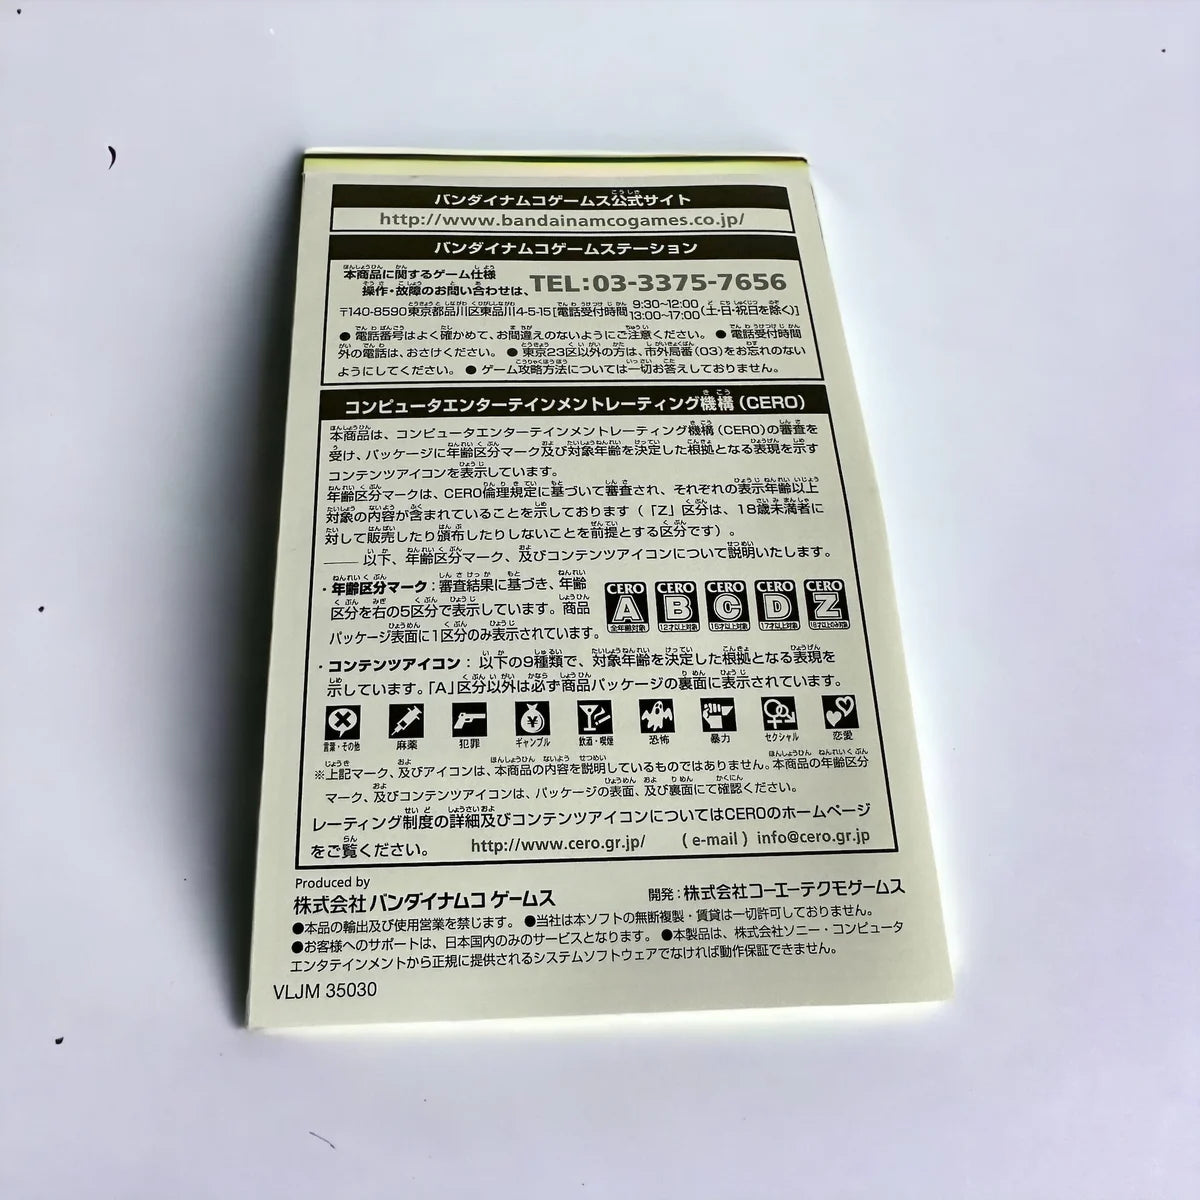 バンダイナムコゲームス公式サイト
http://www.bandainamcogames.co.jp/
バンダイナムコゲームステーション
本商品に関するゲーム仕様
操作・故障のお問い合わせは、TEL:03-3375-7656
〒140-8590 東京都品川区東品川4-5-15 [電話受付時間 9:30~12:00 13:00~17:00 (土・日・祝日を除く)]
● 電話番号はよく確かめて、お間違えのないようにご注意ください。 ● 電話受付時間
外の電話は、おさけください。 ● 東京23区以外の方は、市外局番(03)をお忘れのない
ようにしてください。 ● ゲーム攻略方法については一切お答えしておりません。
コンピュータエンターテインメントレーティング機構(CERO)
本商品は、コンピュータエンターテインメントレーティング機構(CERO)の審査を
受け、パッケージに年齢区分マーク及び対象年齢を決定した根拠となる表現を示す
コンテンツアイコンを表示しています。
年齢区分マークは、CERO倫理規定に基づいて審査され、それぞれの表示年齢以上
対象の内容が含まれていることを示しております(「Z」区分は、18歳未満者に
対して販売したり頒布したりしないことを前提とする区分です)。
以下、年齢区分マーク、及びコンテンツアイコンについて説明いたします。
・年齢区分マーク:審査結果に基づき、年齢
区分を右の5区分で表示しています。商品
パッケージ表面に1区分のみ表示されています。
CERO A 全年齢対象
CERO B 12才以上対象
CERO C 15才以上対象
CERO D 17才以上対象
CERO Z 18才以上のみ対象
・コンテンツアイコン:以下の9種類で、対象年齢を決定した根拠となる表現を
示しています。「A」区分以外は必ず商品パッケージの裏面に表示されています。
言葉・その他 麻薬 犯罪 ギャンブル 飲酒・喫煙 恐怖 暴力 セクシャル 恋愛
※上記マーク、及びアイコンは、本商品の内容を説明しているものではありません。本商品の年齢区分
マーク、及びコンテンツアイコンは、パッケージの表面、及び裏面にて確認ください。
レーティング制度の詳細及びコンテンツアイコンについてはCEROのホームページ
をご覧ください。 http://www.cero.gr.jp/ (e-mail) info@cero.gr.jp
Produced by
株式会社 バンダイナムコ ゲームス 開発:株式会社コーエーテクモゲームス
●本品の輸出及び使用営業を禁じます。 ●当社は本ソフトの無断複製・賃貸は一切許可しておりません。
●お客様へのサポートは、日本国内のみのサービスとなります。 ●本製品は、株式会社ソニー・コンピュータ
エンタテインメントから正規に提供されるシステムソフトウェアでなければ動作保証できません。
VLJM 35030